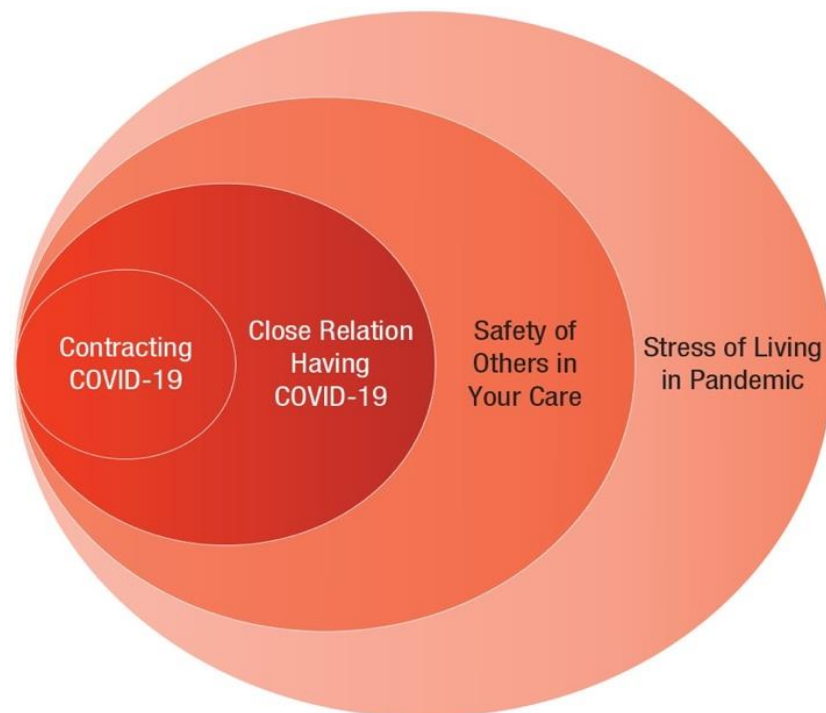 Contracting
COVID-19
Close Relation
Having
COVID-19
Safety of
Others in
Your Care
Stress of Living
in Pandemic